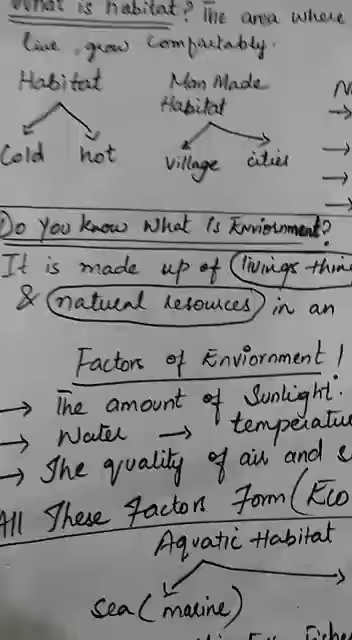 What is habitat? The area where
live, grow comfortably.
Habitat Man Made
Habitat
Cold hot village cities
Do you know what is Enviornment?
It is made up of livings thin
& natural resources in an
Factors of Enviornment
→ The amount of Sunlight.
→ Water → temperatu
→ The quality of air and
All These Factors Form (Eco
Aquatic Habitat
Sea (marine)